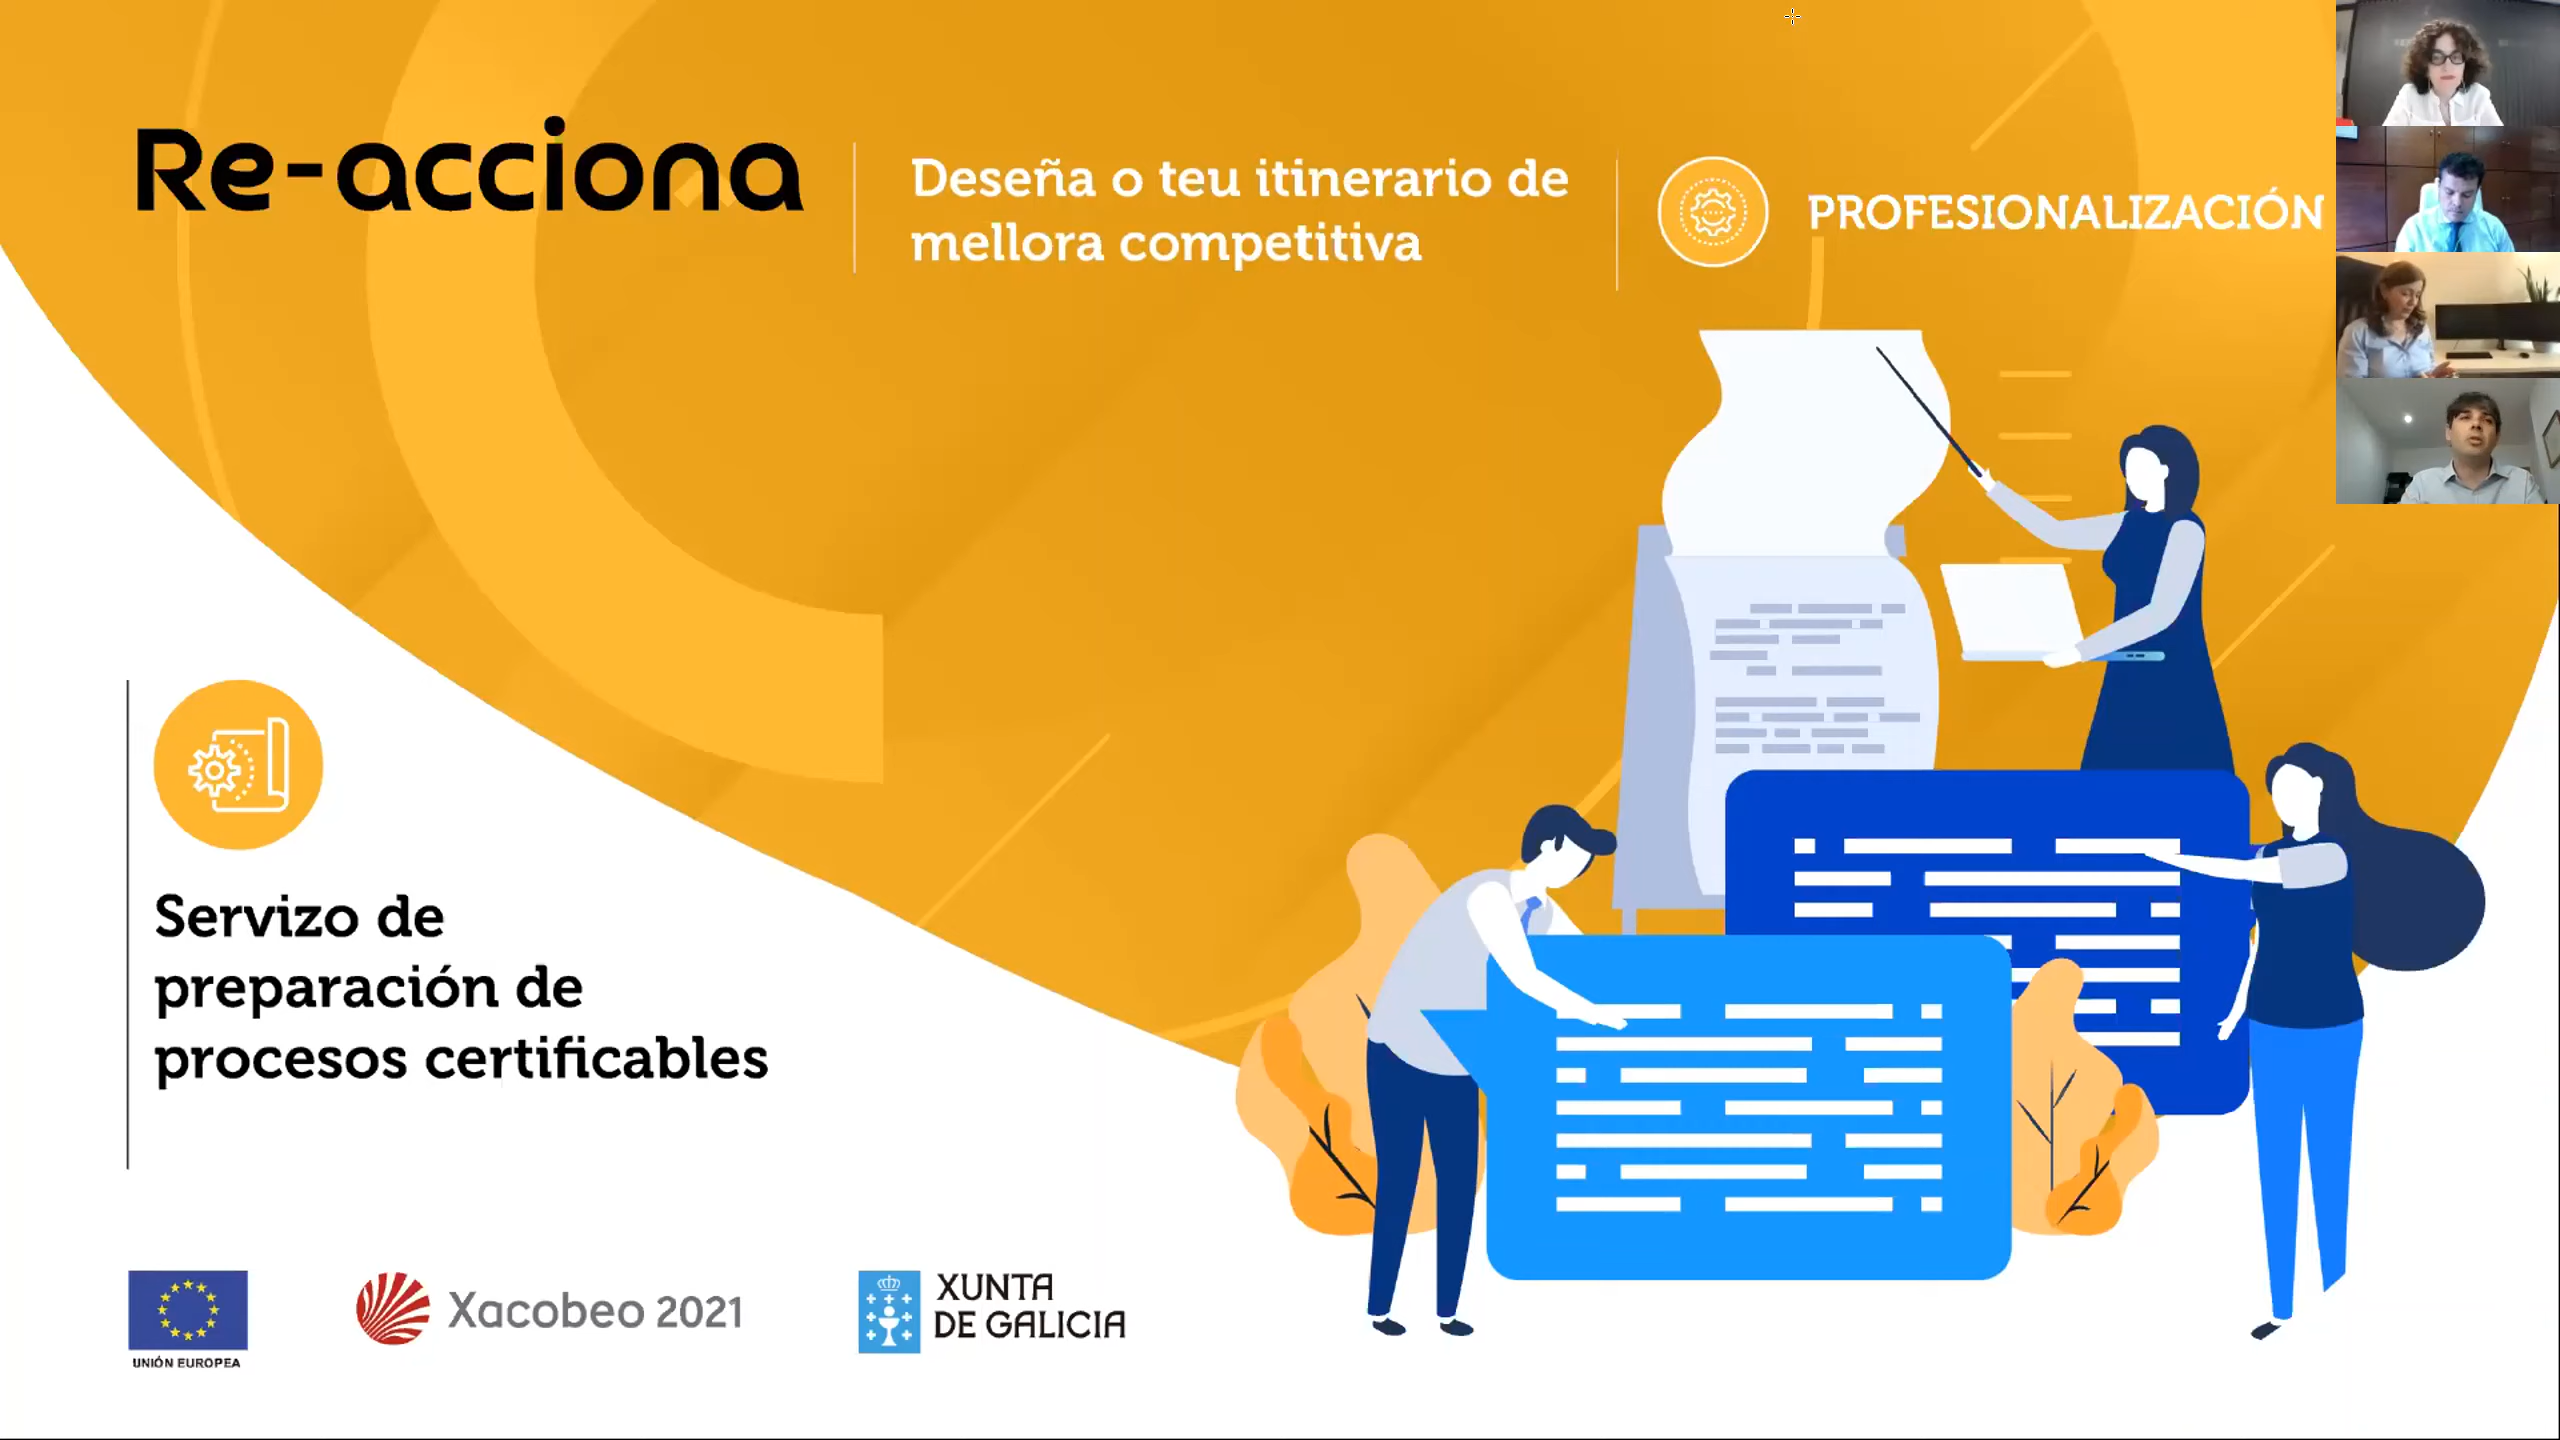 Re-acciona
Deseña o teu itinerario de
mellora competitiva
PROFESIONALIZACIÓN
Servizo de
preparación de
procesos certificables
UNIÓN EUROPEA
Xacobeo 2021
XUNTA
DE GALICIA